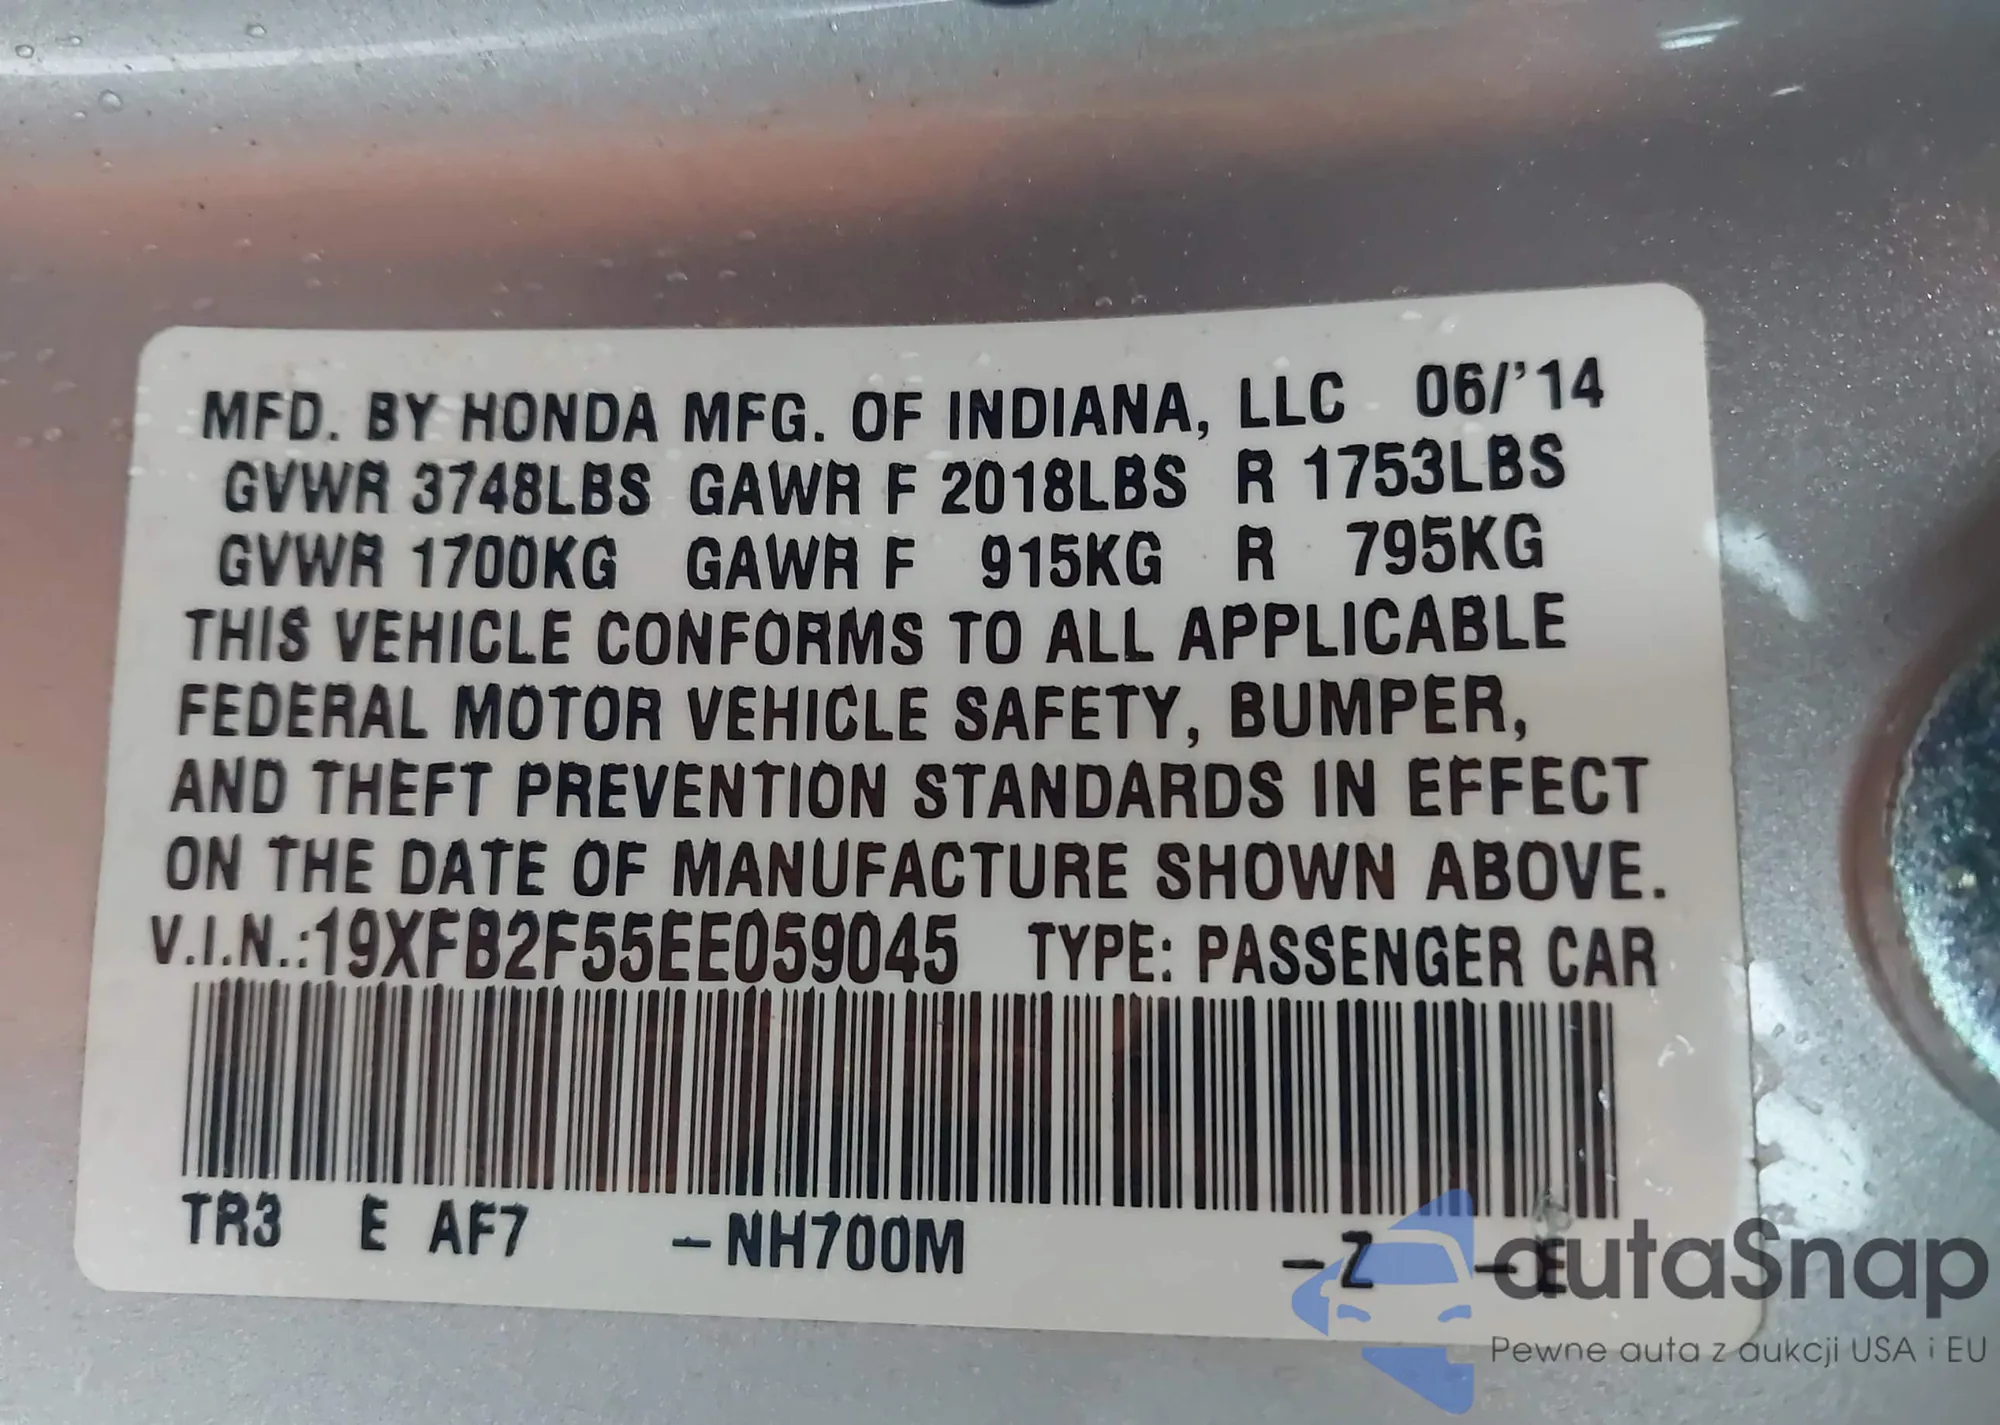 MFD. BY HONDA MFG. OF INDIANA, LLC 06/'14
GVWR 3748LBS GAWR F 2018LBS R 1753LBS
GVWR 1700KG GAWR F 915KG R 795KG
THIS VEHICLE CONFORMS TO ALL APPLICABLE
FEDERAL MOTOR VEHICLE SAFETY, BUMPER,
AND THEFT PREVENTION STANDARDS IN EFFECT
ON THE DATE OF MANUFACTURE SHOWN ABOVE.
V.I.N.:19XFB2F55EE059045 TYPE: PASSENGER CAR
TR3 E AF7 -NH700M -Z -E
autaSnap
Pewne auta z aukcji USA i EU